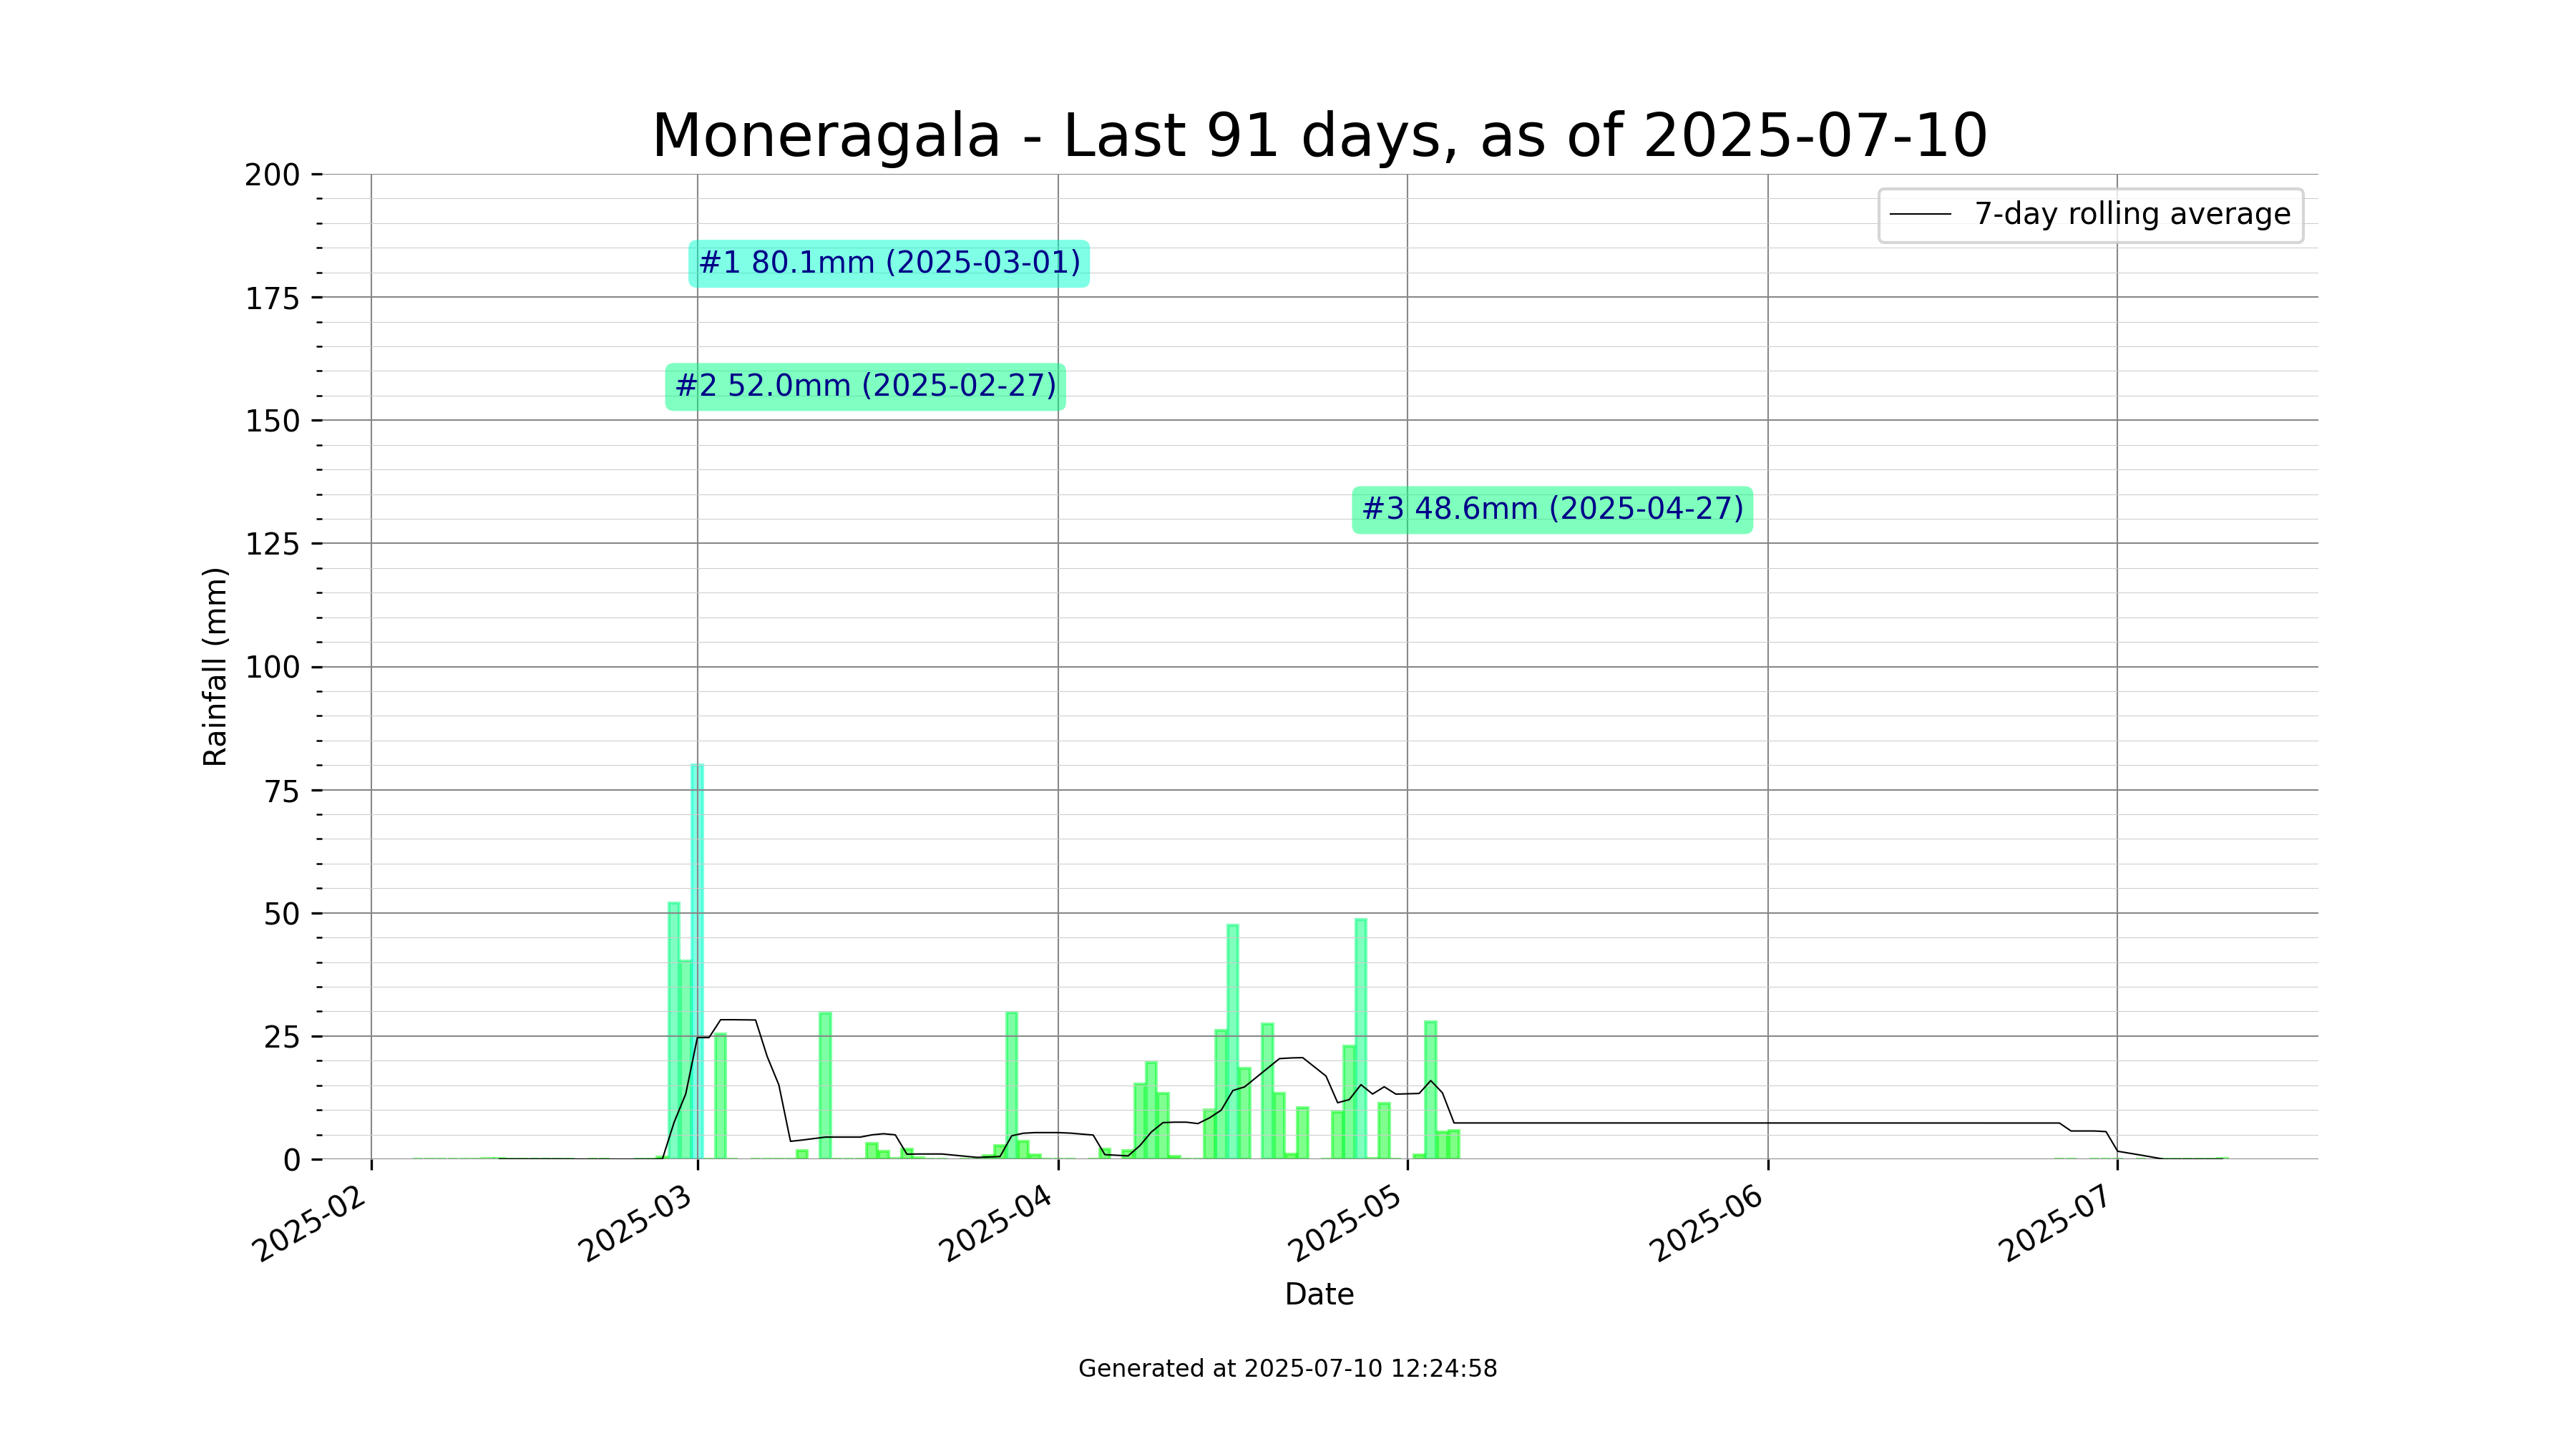 Moneragala - Last 91 days, as of 2025-07-10
200
175
150
125
100
75
50
25
0
Rainfall (mm)
7-day rolling average
#1 80.1mm (2025-03-01)
#2 52.0mm (2025-02-27)
#3 48.6mm (2025-04-27)
2025-02
2025-03
2025-04
2025-05
2025-06
2025-07
Date
Generated at 2025-07-10 12:24:58